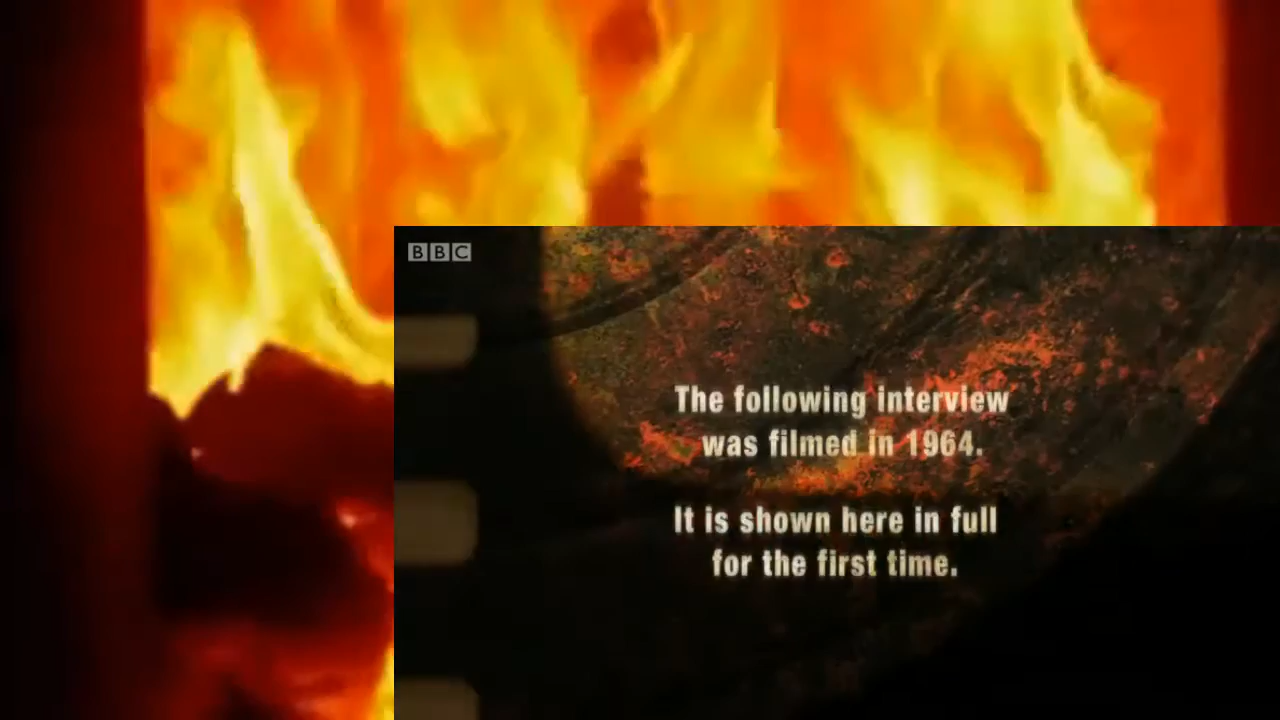 BBC
The following interview
was filmed in 1964.
It is shown here in full
for the first time.